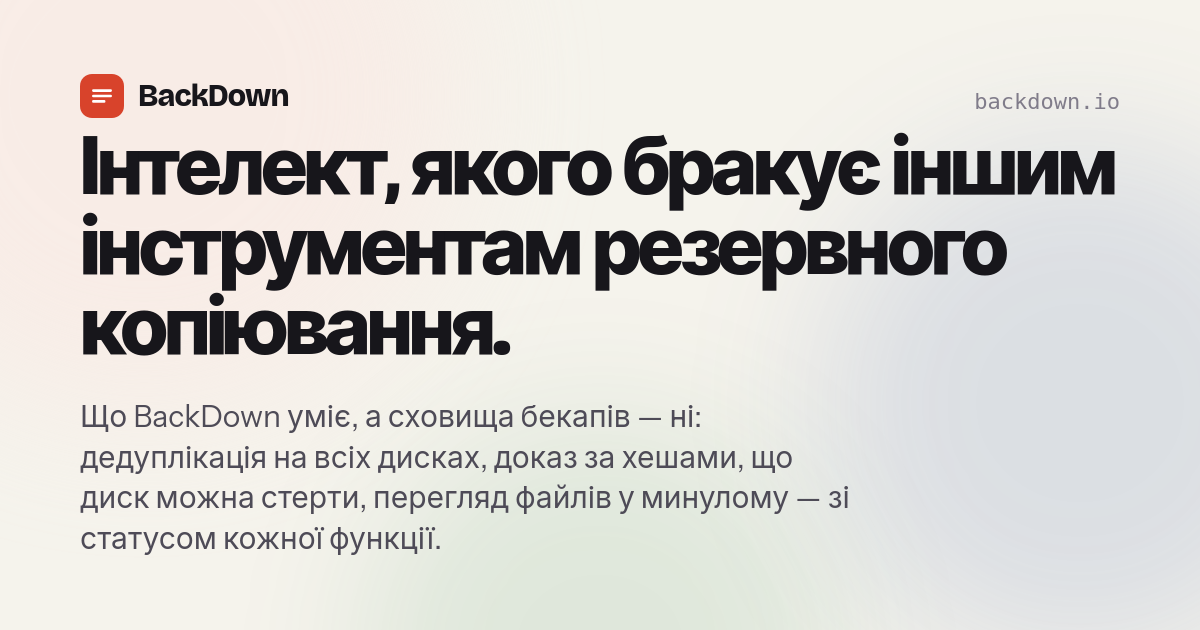 BackDown
backdown.io
Інтелект, якого бракує іншим
інструментам резервного
копіювання.
Що BackDown уміє, а сховища бекапів — ні:
дедуплікація на всіх дисках, доказ за хешами, що
диск можна стерти, перегляд файлів у минулому — зі
статусом кожної функції.